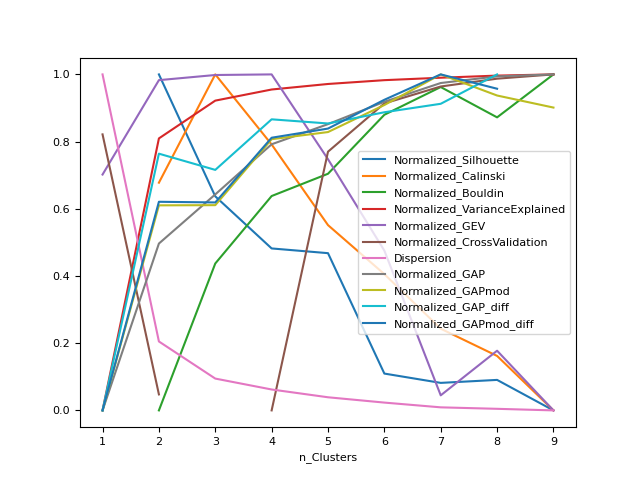 1.0
0.8
0.6
0.4
0.2
0.0
Normalized_Silhouette
Normalized_Calinski
Normalized_Bouldin
Normalized_VarianceExplained
Normalized_GEV
Normalized_CrossValidation
Dispersion
Normalized_GAP
Normalized_GAPmod
Normalized_GAP_diff
Normalized_GAPmod_diff
1 2 3 4 5 6 7 8 9
n_Clusters